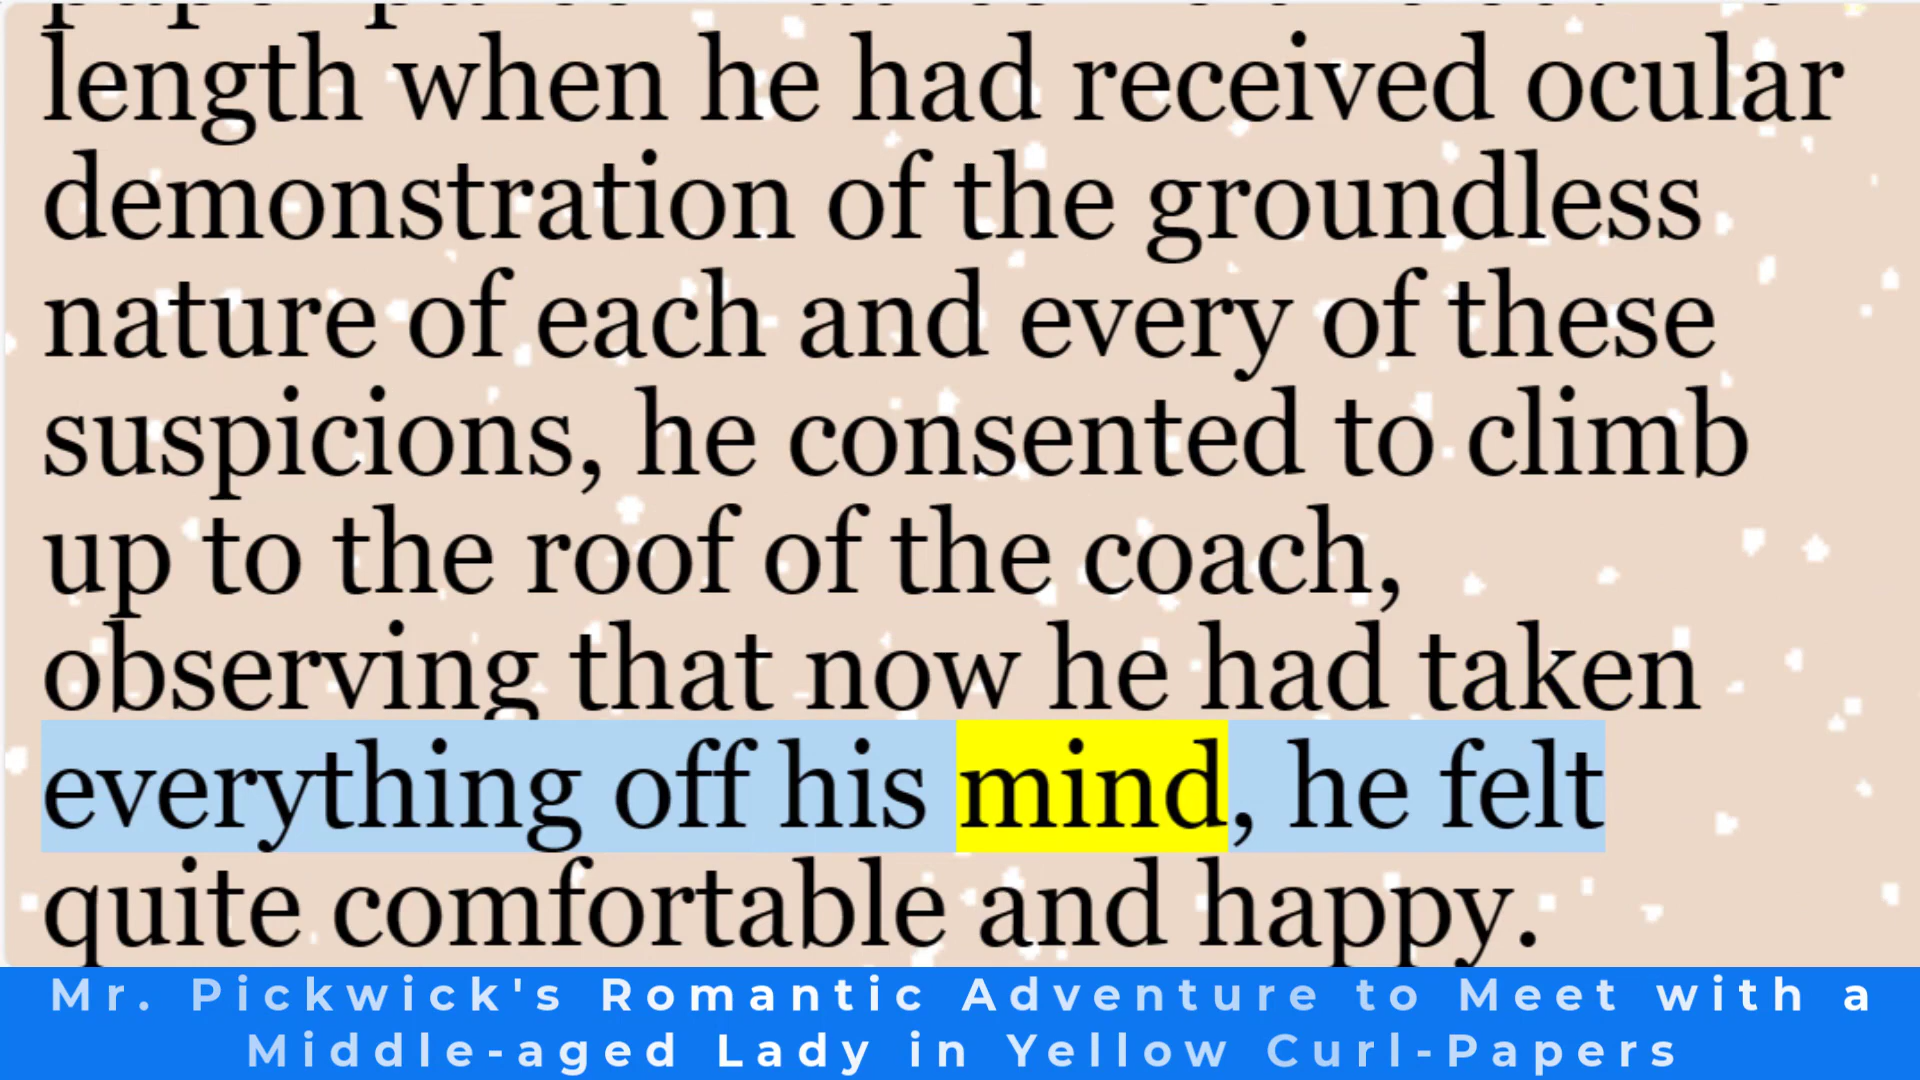 length when he had received ocular
demonstration of the groundless
nature of each and every of these
suspicions, he consented to climb
up to the roof of the coach,
observing that now he had taken
everything off his mind, he felt
quite comfortable and happy.
Mr. Pickwick's Romantic Adventure to Meet with a
Middle-aged Lady in Yellow Curl-Papers